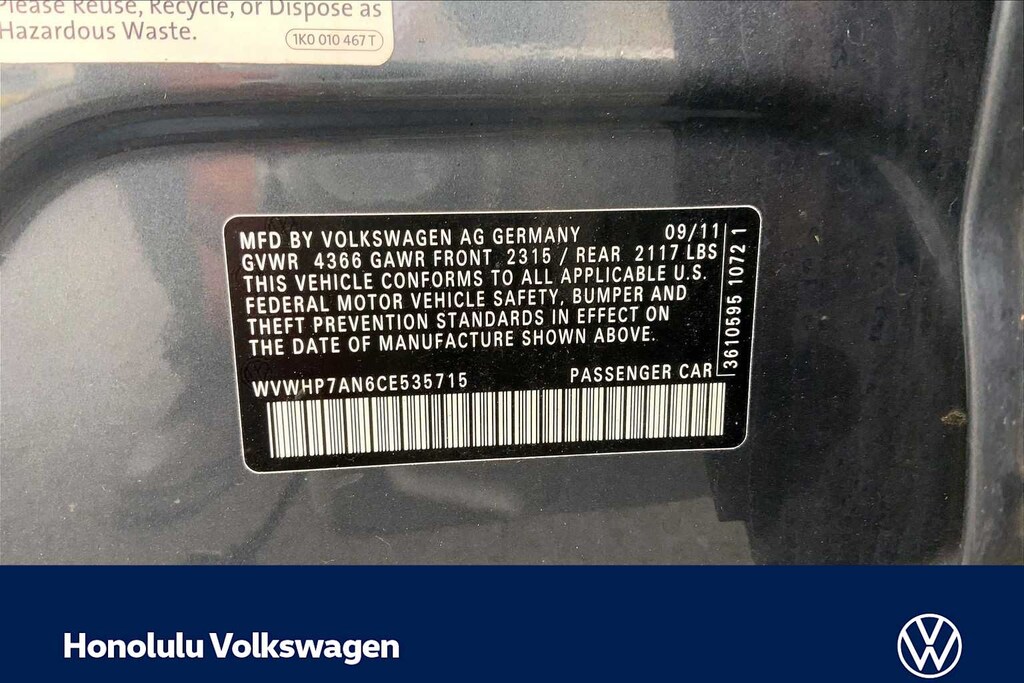 Please Reuse, Recycle, or Dispose as
Hazardous Waste.
1K0 010 467 T
MFD BY VOLKSWAGEN AG GERMANY 09/11
GVWR 4366 GAWR FRONT 2315 / REAR 2117 LBS
THIS VEHICLE CONFORMS TO ALL APPLICABLE U.S.
FEDERAL MOTOR VEHICLE SAFETY, BUMPER AND
THEFT PREVENTION STANDARDS IN EFFECT ON
THE DATE OF MANUFACTURE SHOWN ABOVE.
WVWHP7AN6CE535715 PASSENGER CAR
3610595 1072 1
Honolulu Volkswagen